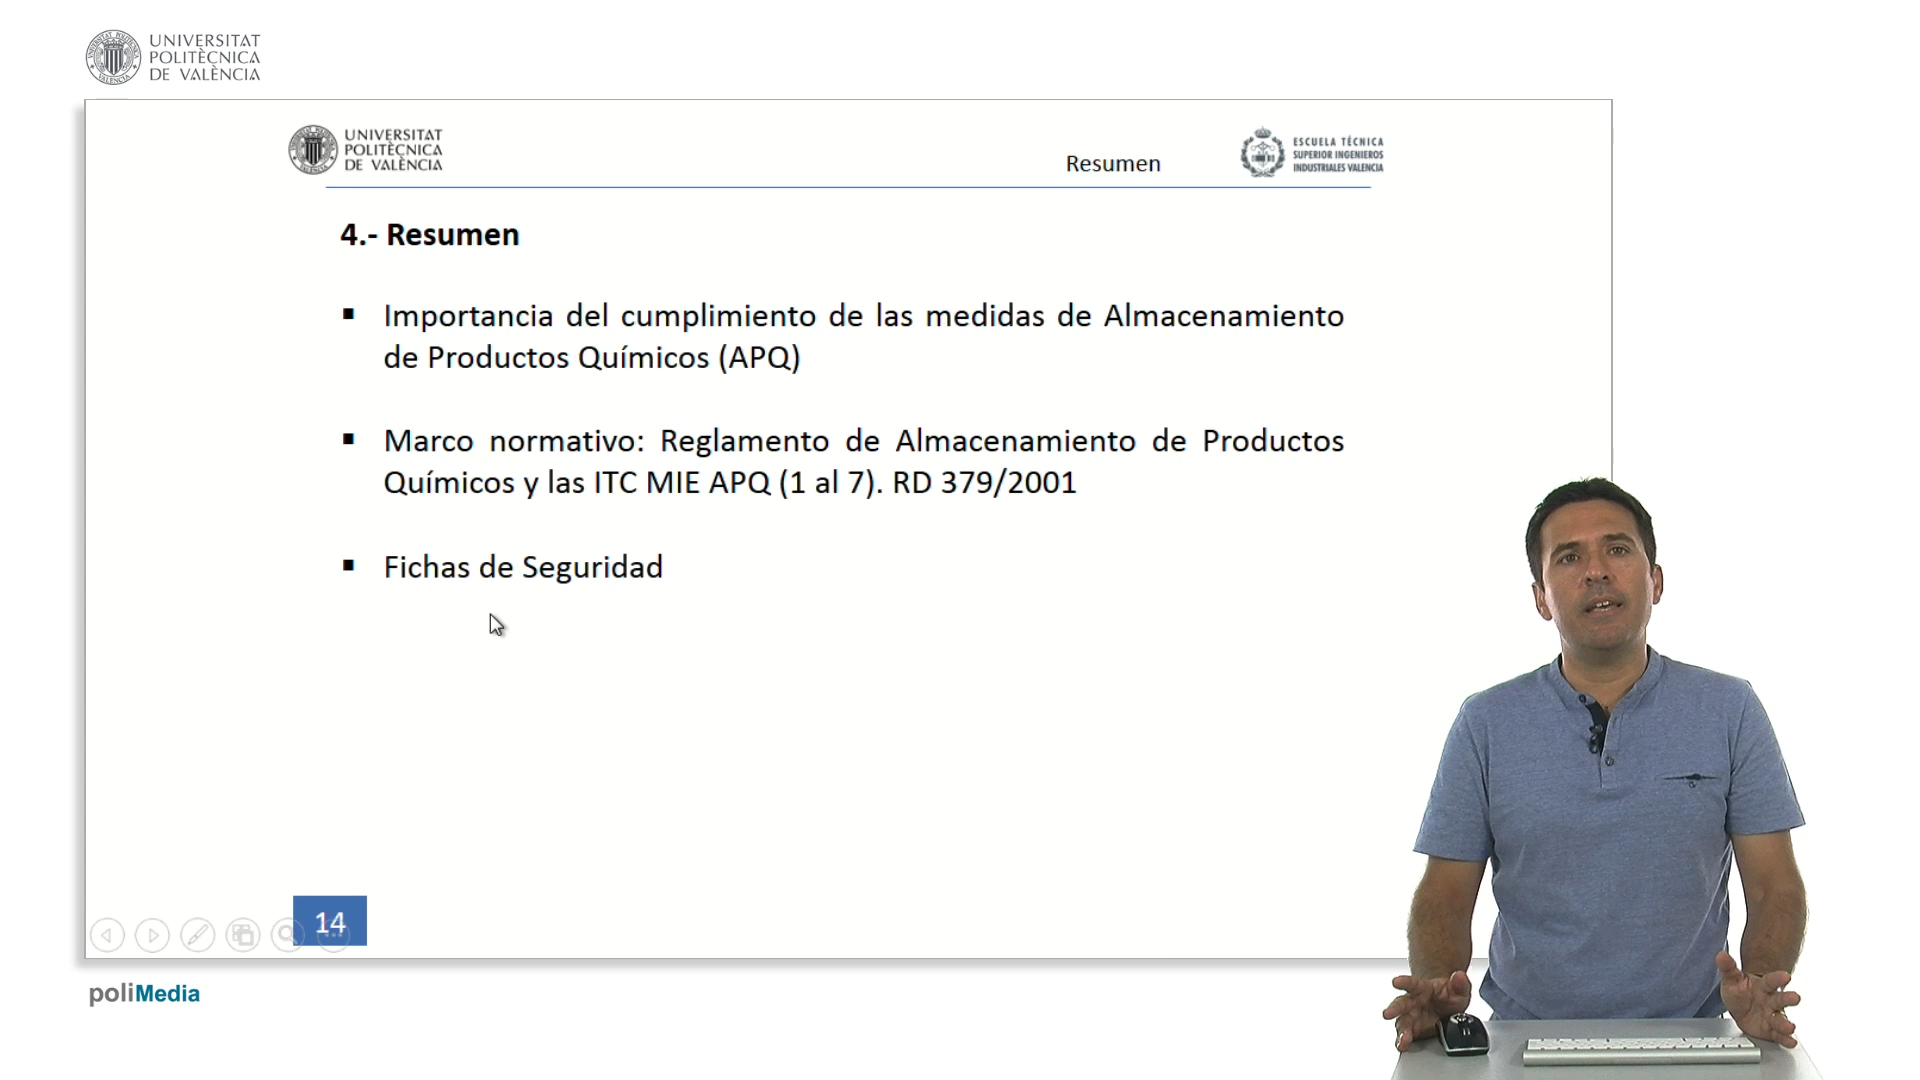 UNIVERSITAT
POLITÈCNICA
DE VALÈNCIA
UNIVERSITAT
POLITÈCNICA
DE VALÈNCIA
Resumen
ESCUELA TÉCNICA
SUPERIOR INGENIEROS
INDUSTRIALES VALENCIA
4.- Resumen
▪ Importancia del cumplimiento de las medidas de Almacenamiento
de Productos Químicos (APQ)
▪ Marco normativo: Reglamento de Almacenamiento de Productos
Químicos y las ITC MIE APQ (1 al 7). RD 379/2001
▪ Fichas de Seguridad
14
poliMedia